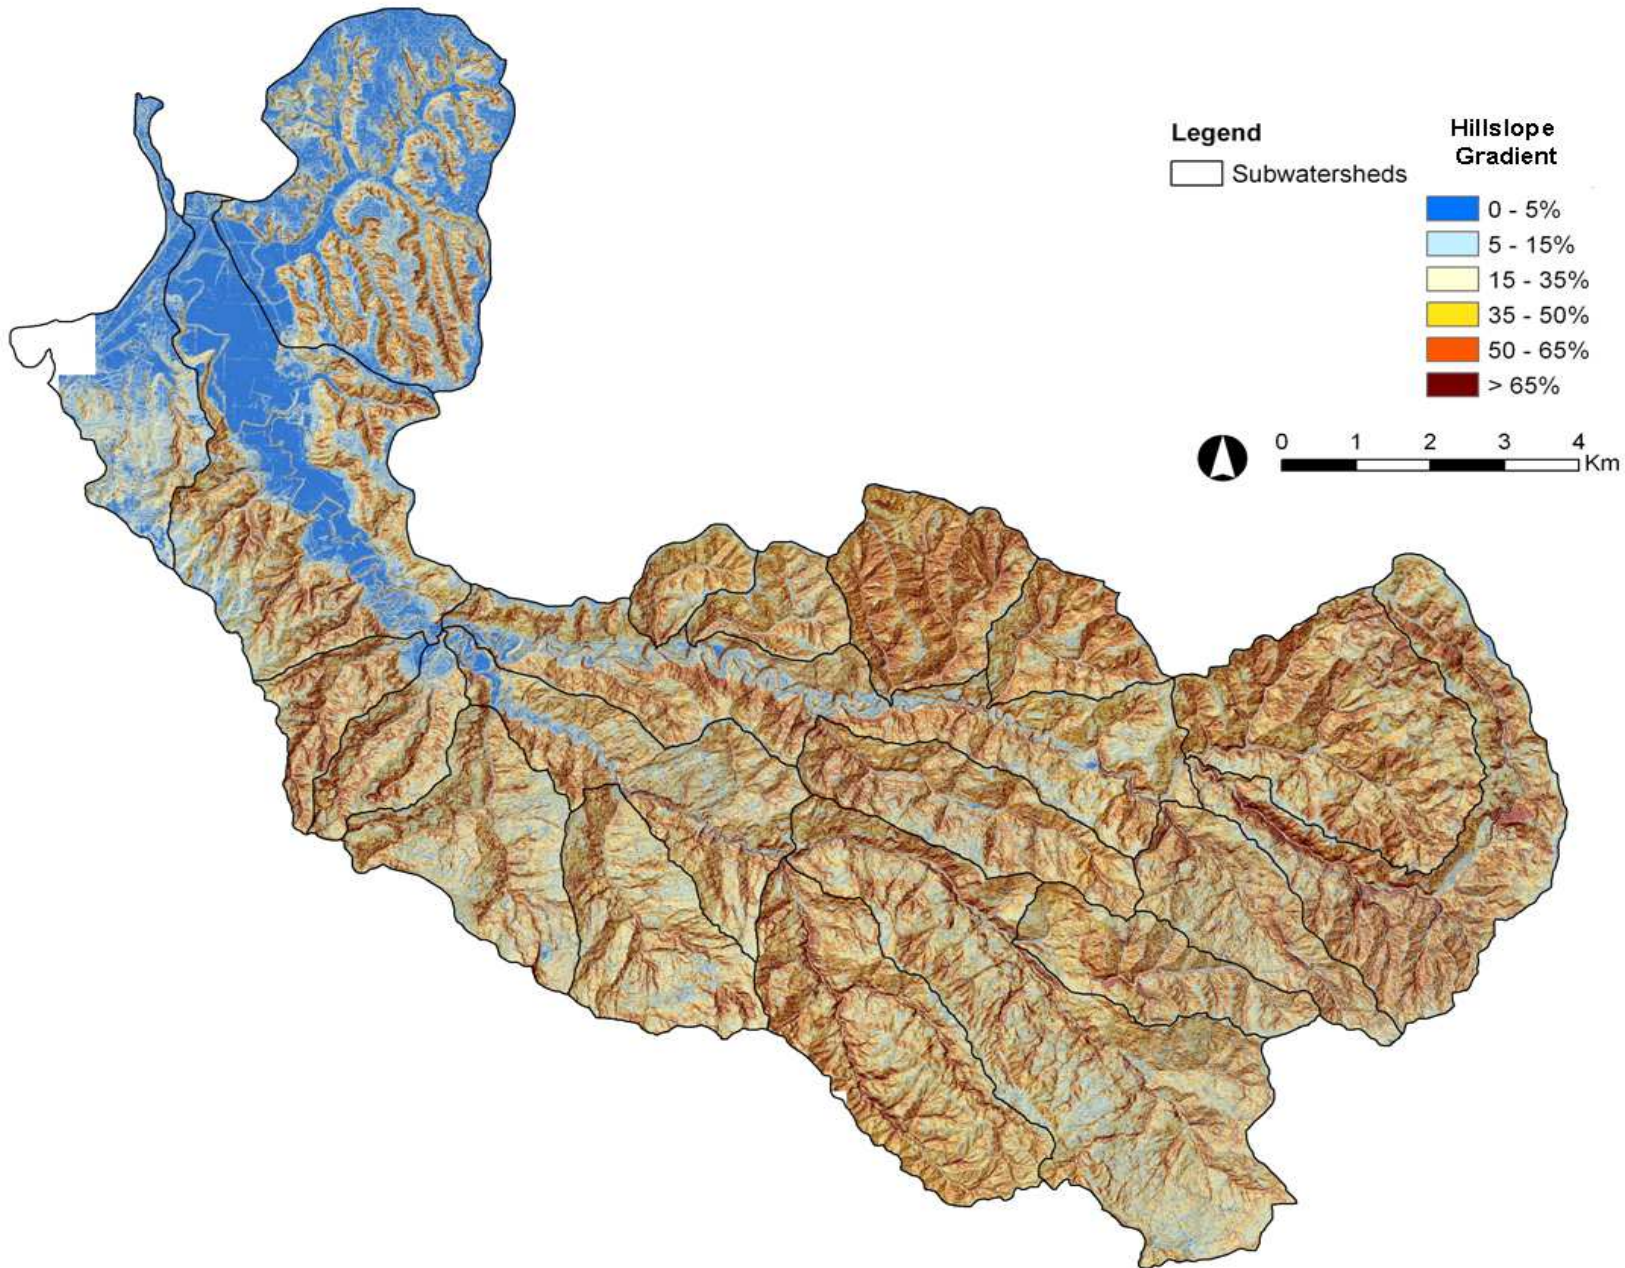 Legend
Subwatersheds
Hillslope
Gradient
0 - 5%
5 - 15%
15 - 35%
35 - 50%
50 - 65%
> 65%
0 1 2 3 4
Km